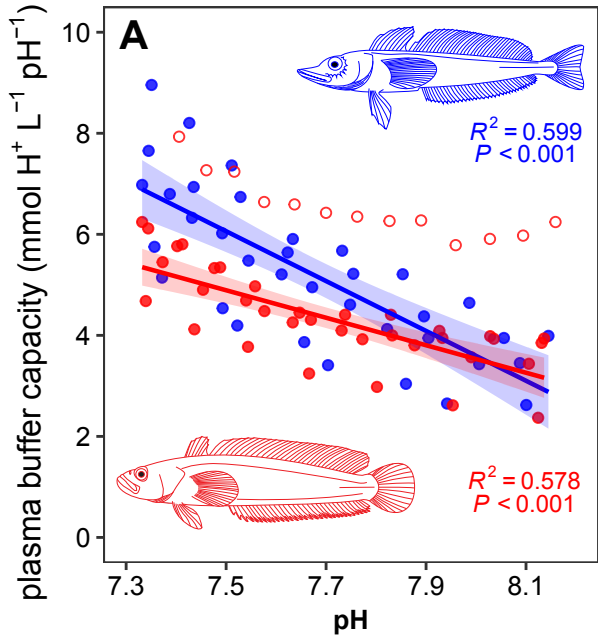 A
plasma buffer capacity (mmol H⁺ L⁻¹ pH⁻¹)
10
8
6
4
2
0
R² = 0.599
P < 0.001
R² = 0.578
P < 0.001
7.3 7.5 7.7 7.9 8.1
pH